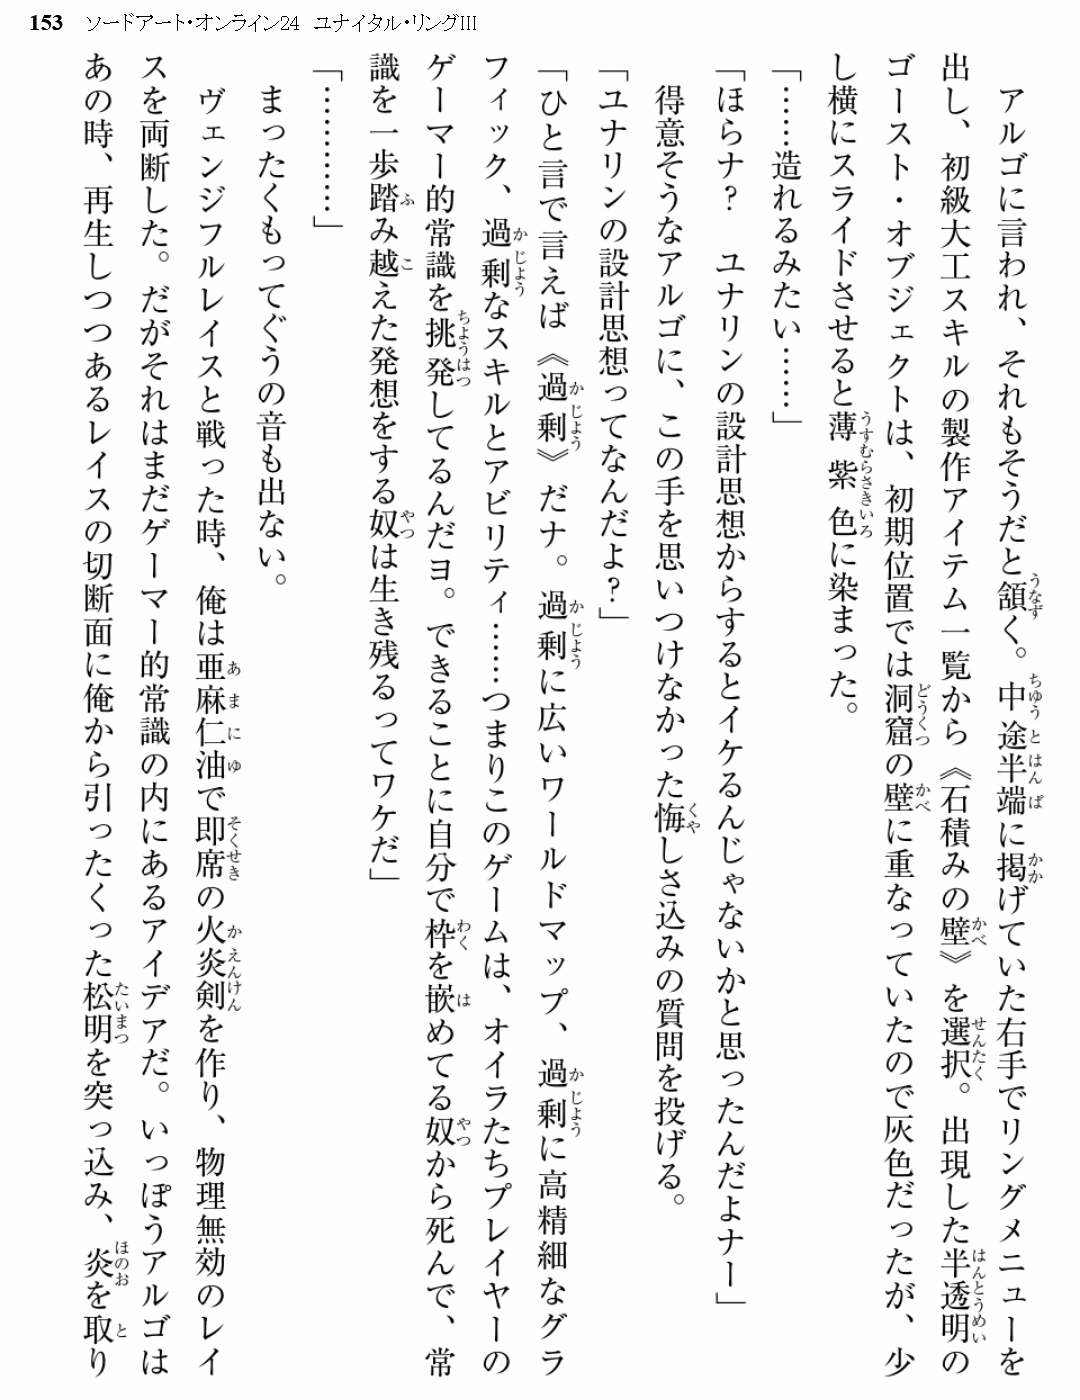 153 ソードアート・オンライン24 ユナイタル・リングIII
　アルゴに言われ、それもそうだと頷く。中途半端に掲げていた右手でリングメニューを
出し、初級大工スキルの製作アイテム一覧から《石積みの壁》を選択。出現した半透明の
ゴースト・オブジェクトは、初期位置では洞窟の壁に重なっていたので灰色だったが、少
し横にスライドさせると薄紫色に染まった。
「……造れるみたい……」
「ほらナ？　ユナリンの設計思想からするとイケるんじゃないかと思ったんだよナー」
　得意そうなアルゴに、この手を思いつけなかった悔しさ込みの質問を投げる。
「ユナリンの設計思想ってなんだよ？」
「ひと言で言えば《過剰》だナ。過剰に広いワールドマップ、過剰に高精細なグラ
フィック、過剰なスキルとアビリティ……つまりこのゲームは、オイラたちプレイヤーの
ゲーマー的常識を挑発してるんだヨ。できることに自分で枠を嵌めてる奴から死んで、常
識を一歩踏み越えた発想をする奴は生き残るってワケだ」
「…………」
　まったくもってぐうの音も出ない。
　ヴェンジフルレイスと戦った時、俺は亜麻仁油で即席の火炎剣を作り、物理無効のレイ
スを両断した。だがそれはまだゲーマー的常識の内にあるアイデアだ。いっぽうアルゴは
あの時、再生しつつあるレイスの切断面に俺から引ったくった松明を突っ込み、炎を取り